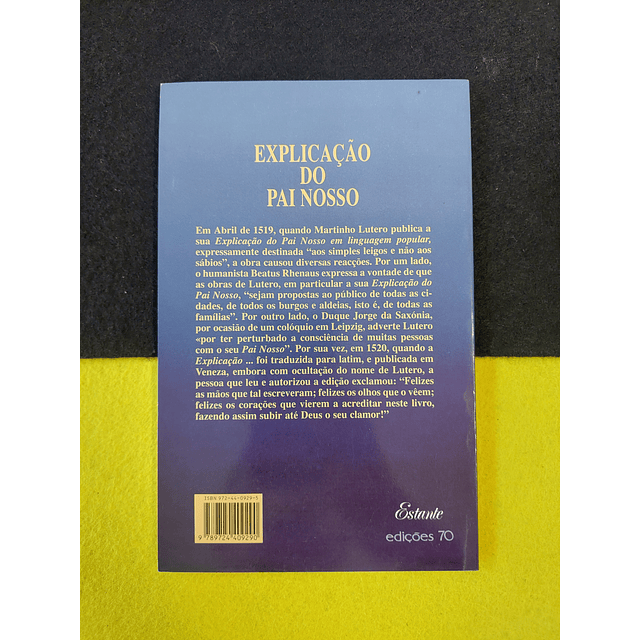 EXPLICAÇÃO
DO
PAI NOSSO
Em Abril de 1519, quando Martinho Lutero publica a
sua Explicação do Pai Nosso em linguagem popular,
expressamente destinada “aos simples leigos e não aos
sábios”, a obra causou diversas reacções. Por um lado,
o humanista Beatus Rhenaus expressa a vontade de que
as obras de Lutero, em particular a sua Explicação do
Pai Nosso, “sejam propostas ao público de todas as ci-
dades, de todos os burgos e aldeias, isto é, de todas as
famílias”. Por outro lado, o Duque Jorge da Saxónia,
por ocasião de um colóquio em Leipzig, adverte Lutero
«por ter perturbado a consciência de muitas pessoas
com o seu Pai Nosso”. Por sua vez, em 1520, quando a
Explicação ... foi traduzida para latim, e publicada em
Veneza, embora com ocultação do nome de Lutero, a
pessoa que leu e autorizou a edição exclamou: “Felizes
as mãos que tal escreveram; felizes os olhos que o vêem;
felizes os corações que vierem a acreditar neste livro,
fazendo assim subir até Deus o seu clamor!”
ISBN 972-44-0929-5
9 789724 409290
Estante
edições 70